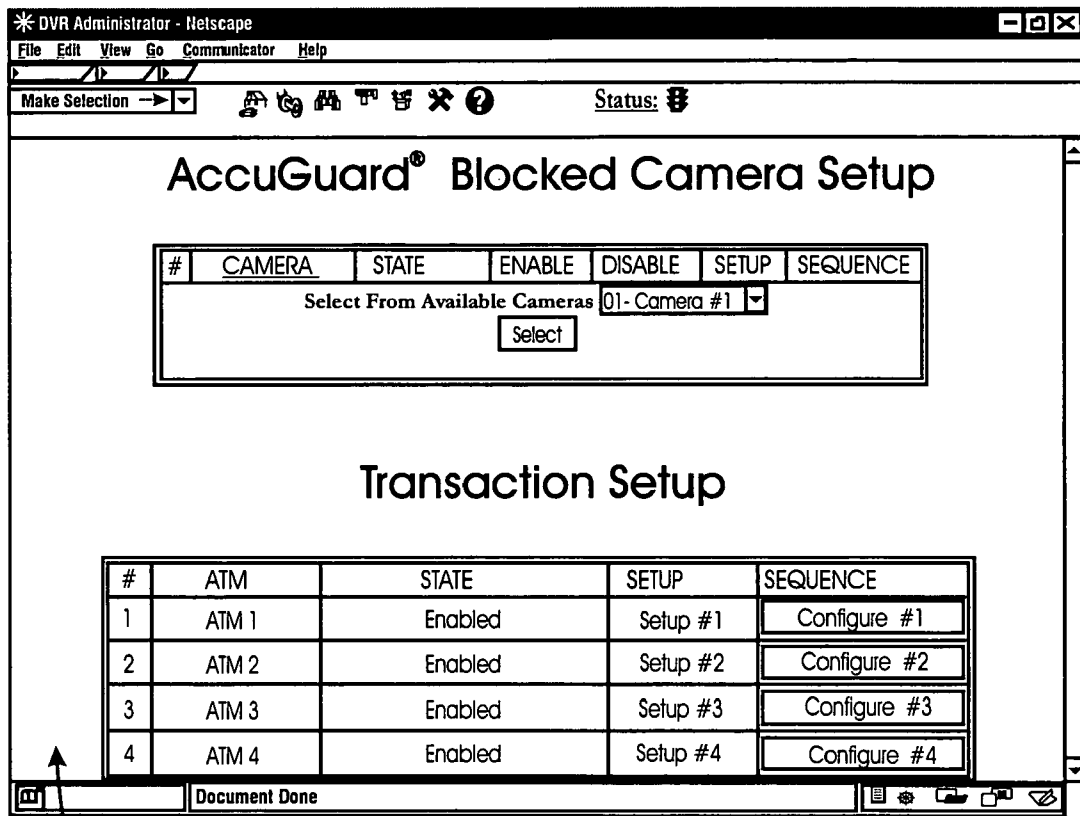 DVR Administrator - Netscape
File Edit View Go Communicator Help
Make Selection Status:
AccuGuard® Blocked Camera Setup
# CAMERA STATE ENABLE DISABLE SETUP SEQUENCE
Select From Available Cameras 01- Camera #1
Select
Transaction Setup
# ATM STATE SETUP SEQUENCE
1 ATM 1 Enabled Setup #1 Configure #1
2 ATM 2 Enabled Setup #2 Configure #2
3 ATM 3 Enabled Setup #3 Configure #3
4 ATM 4 Enabled Setup #4 Configure #4
Document Done